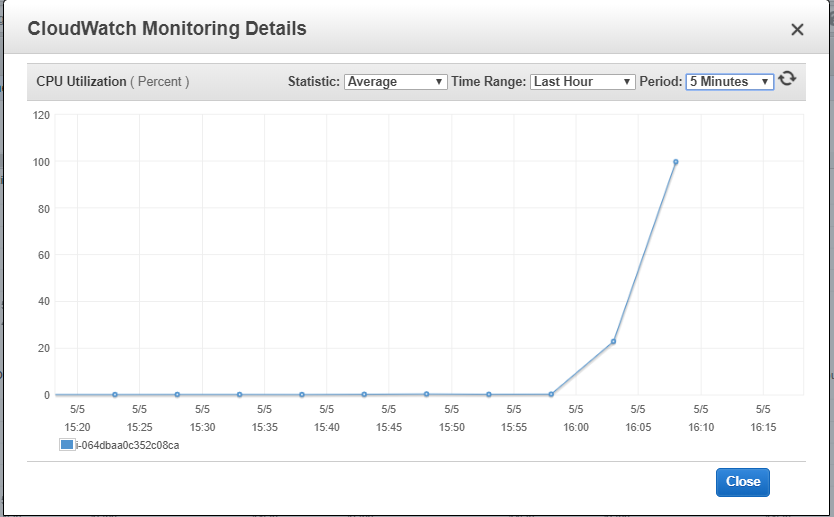 CloudWatch Monitoring Details
CPU Utilization ( Percent )
Statistic: Average Time Range: Last Hour Period: 5 Minutes
120
100
80
60
40
20
0
5/5 5/5 5/5 5/5 5/5 5/5 5/5 5/5 5/5 5/5 5/5 5/5
15:20 15:25 15:30 15:35 15:40 15:45 15:50 15:55 16:00 16:05 16:10 16:15
i-064dbaa0c352c08ca
Close